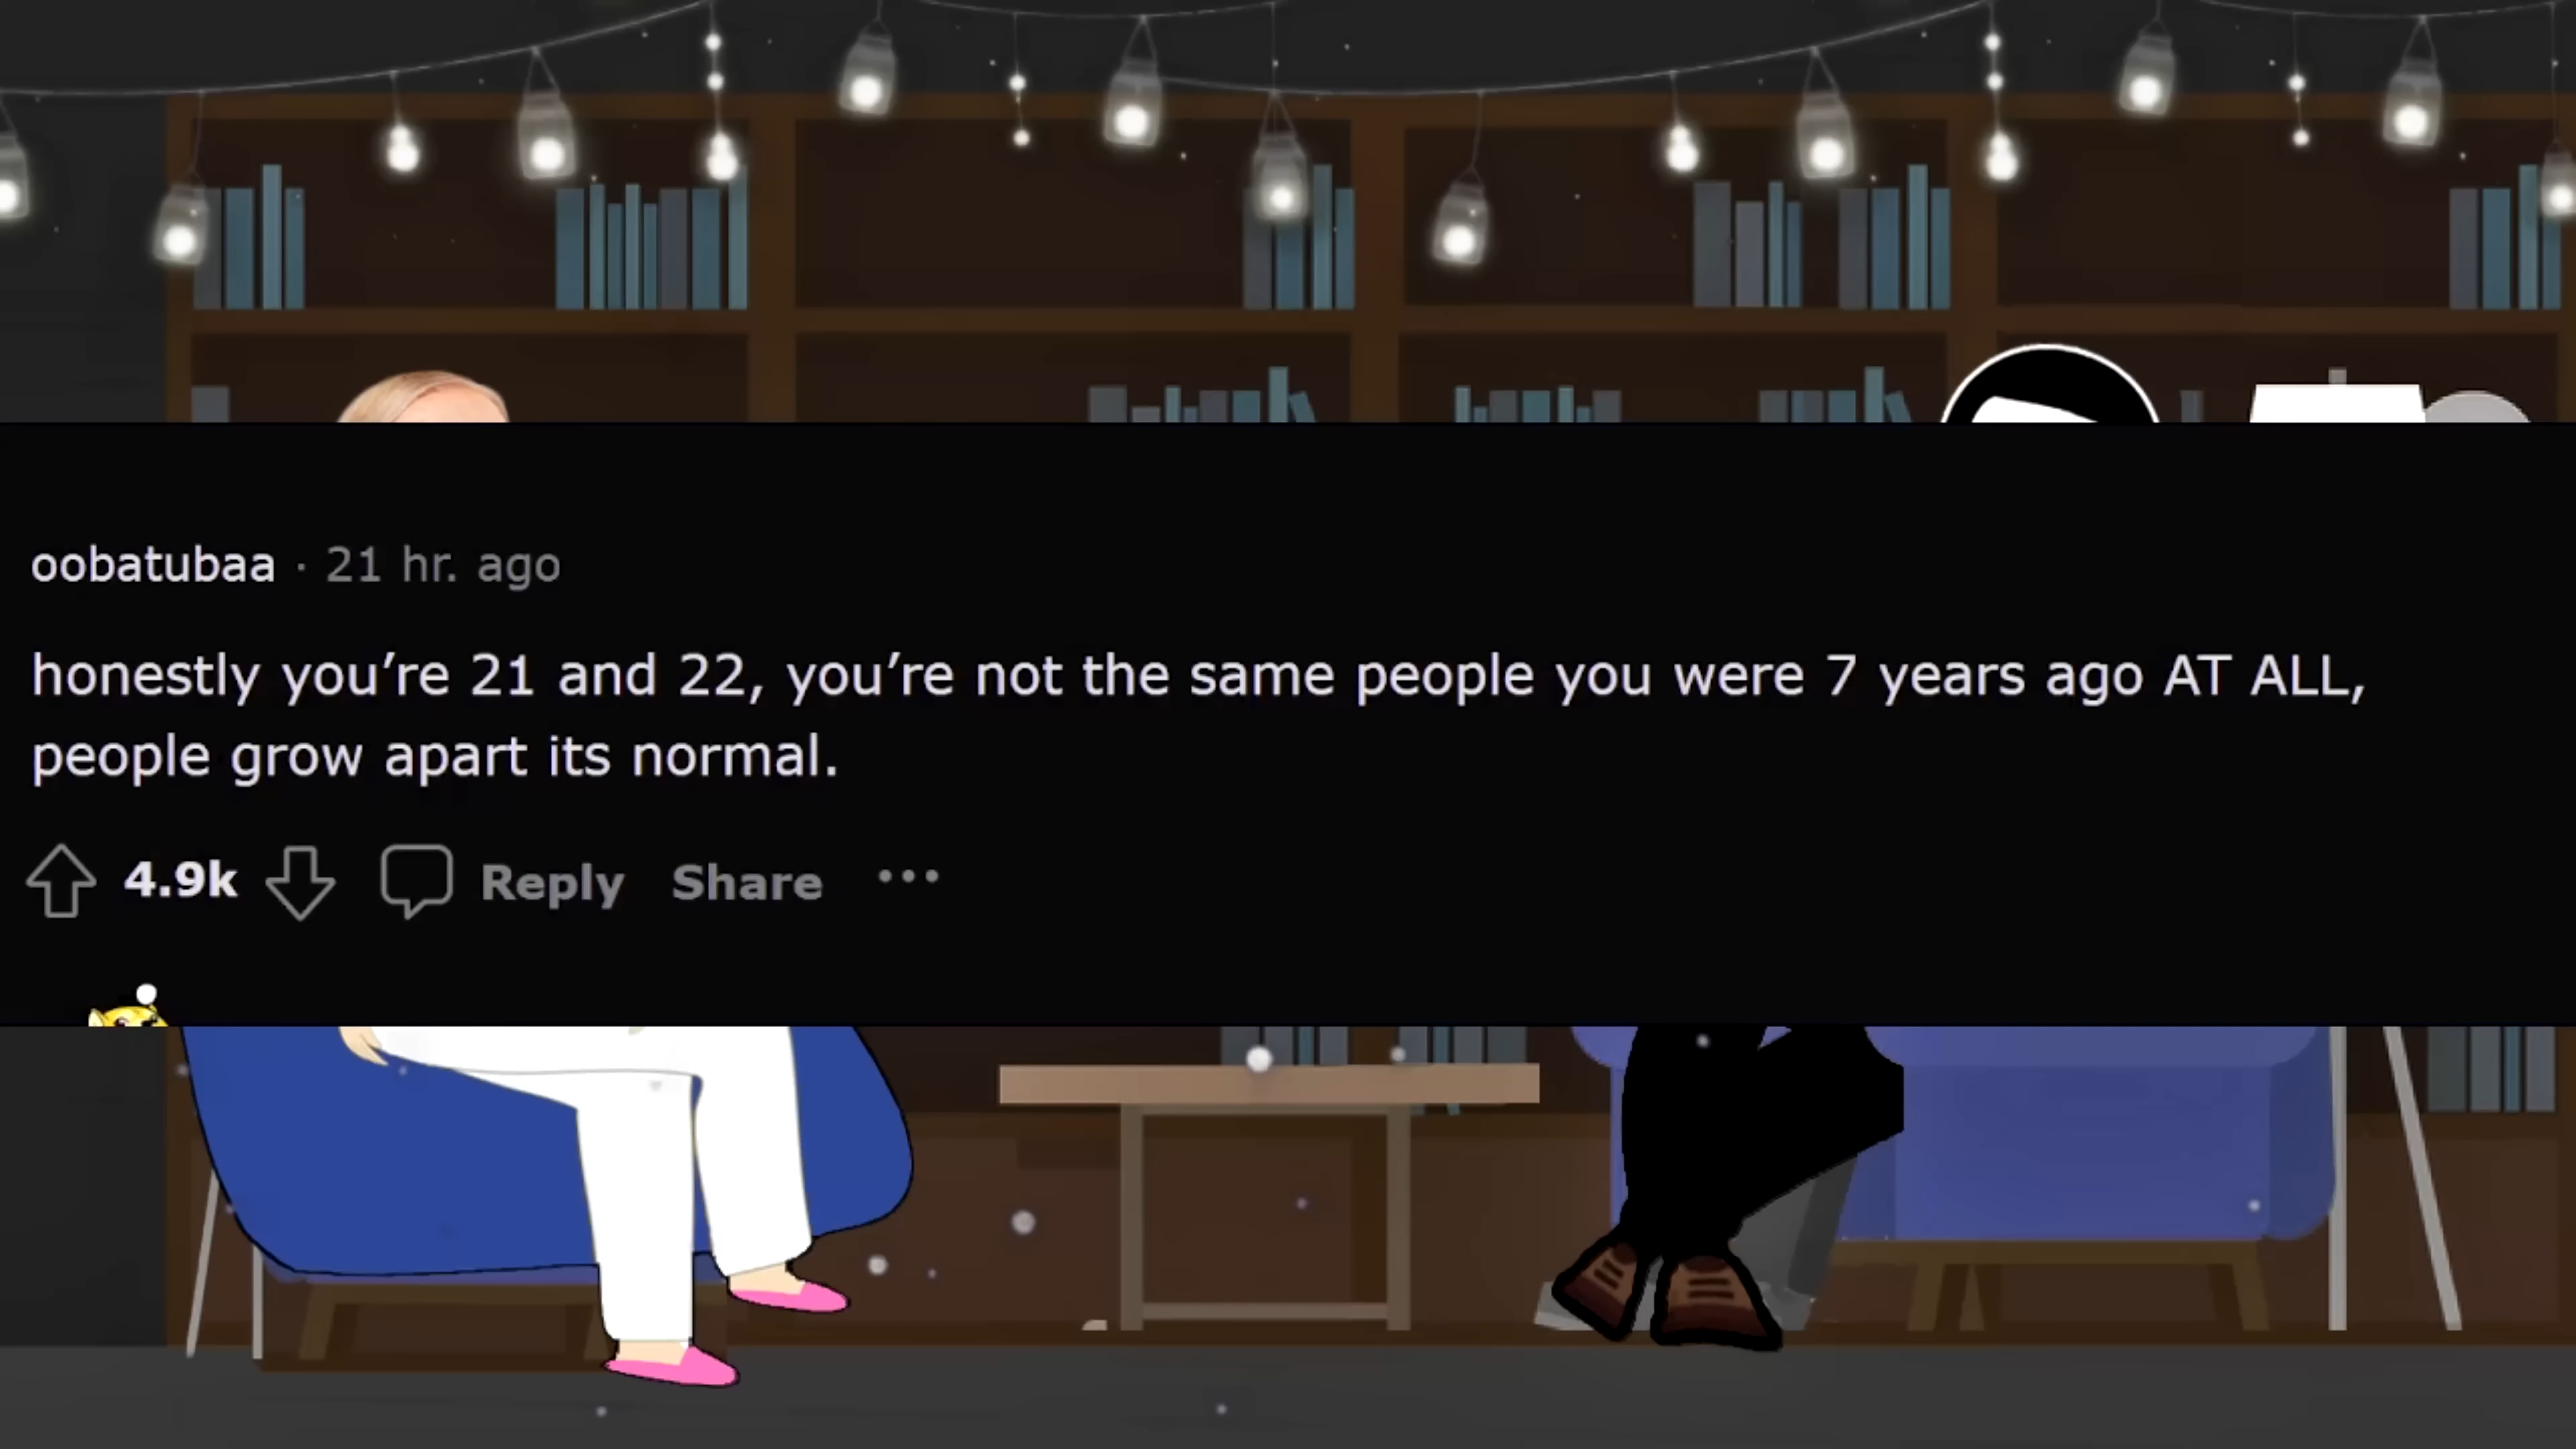 oobatubaa · 21 hr. ago
honestly you’re 21 and 22, you’re not the same people you were 7 years ago AT ALL,
people grow apart its normal.
4.9k Reply Share ···